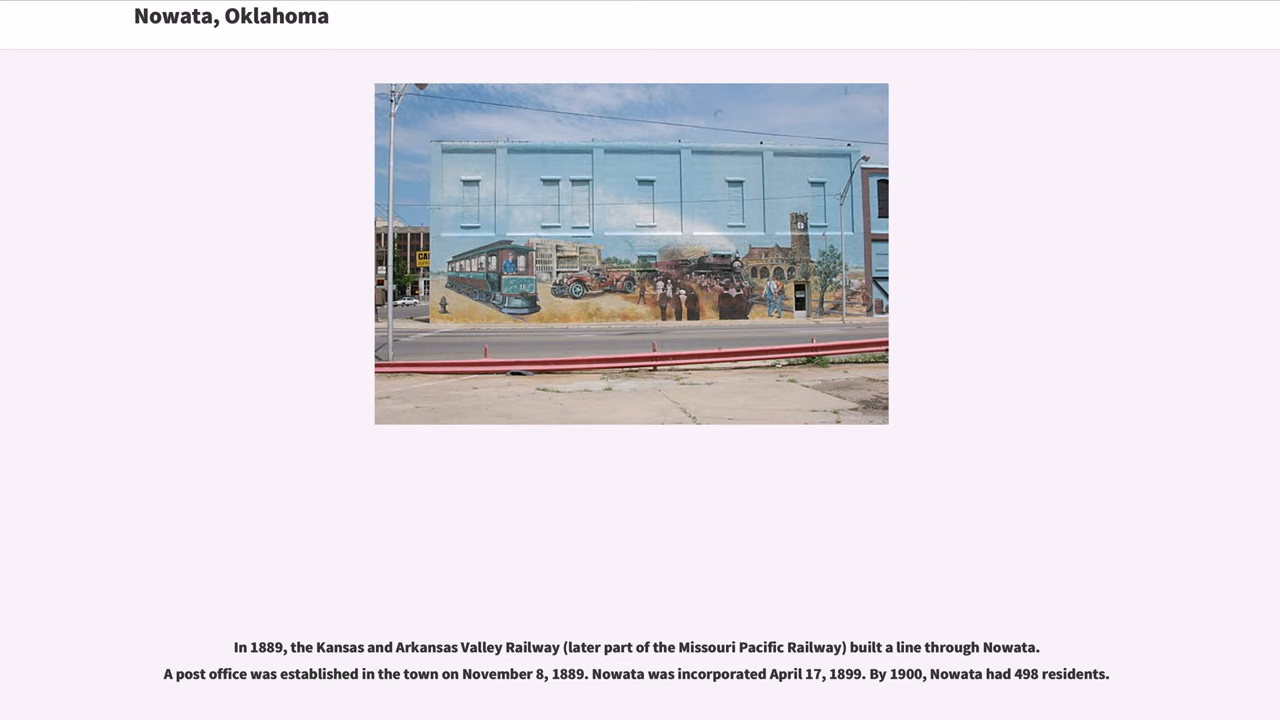 Nowata, Oklahoma
In 1889, the Kansas and Arkansas Valley Railway (later part of the Missouri Pacific Railway) built a line through Nowata.
A post office was established in the town on November 8, 1889. Nowata was incorporated April 17, 1899. By 1900, Nowata had 498 residents.